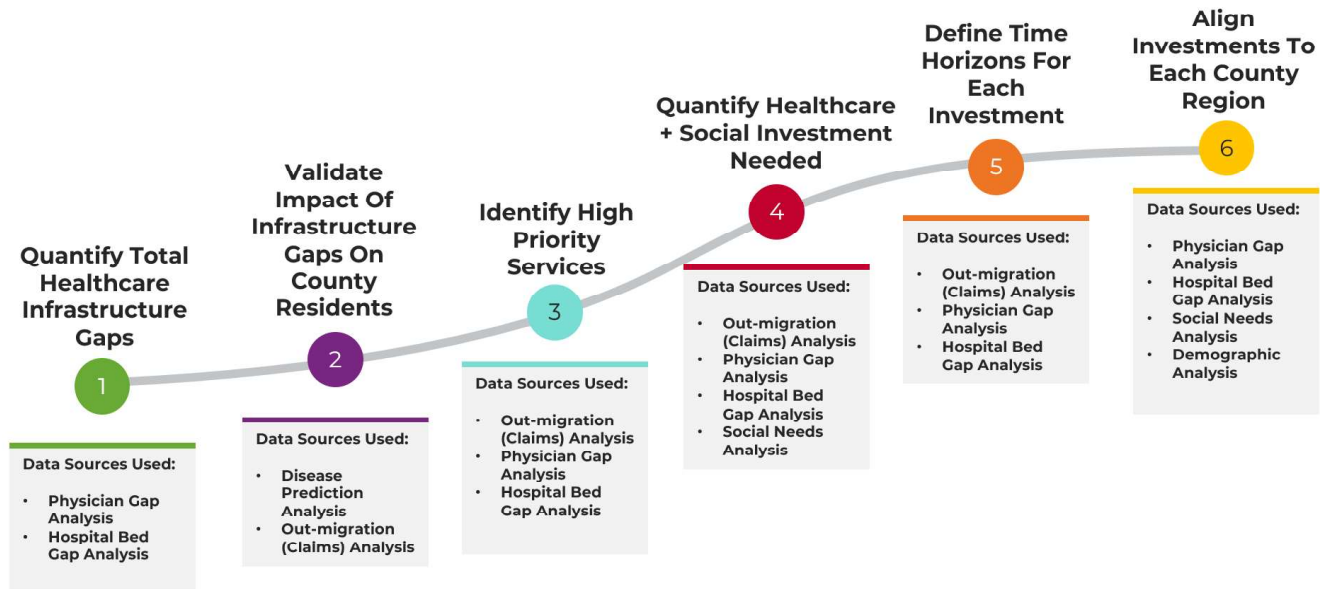 Quantify Total
Healthcare
Infrastructure
Gaps
1
Data Sources Used:
• Physician Gap
Analysis
• Hospital Bed
Gap Analysis
Validate
Impact Of
Infrastructure
Gaps On
County
Residents
2
Data Sources Used:
• Disease
Prediction
Analysis
• Out-migration
(Claims) Analysis
Identify High
Priority
Services
3
Data Sources Used:
• Out-migration
(Claims) Analysis
• Physician Gap
Analysis
• Hospital Bed
Gap Analysis
Quantify Healthcare
+ Social Investment
Needed
4
Data Sources Used:
• Out-migration
(Claims) Analysis
• Physician Gap
Analysis
• Hospital Bed
Gap Analysis
• Social Needs
Analysis
Define Time
Horizons For
Each
Investment
5
Data Sources Used:
• Out-migration
(Claims) Analysis
• Physician Gap
Analysis
• Hospital Bed
Gap Analysis
Align
Investments To
Each County
Region
6
Data Sources Used:
• Physician Gap
Analysis
• Hospital Bed
Gap Analysis
• Social Needs
Analysis
• Demographic
Analysis